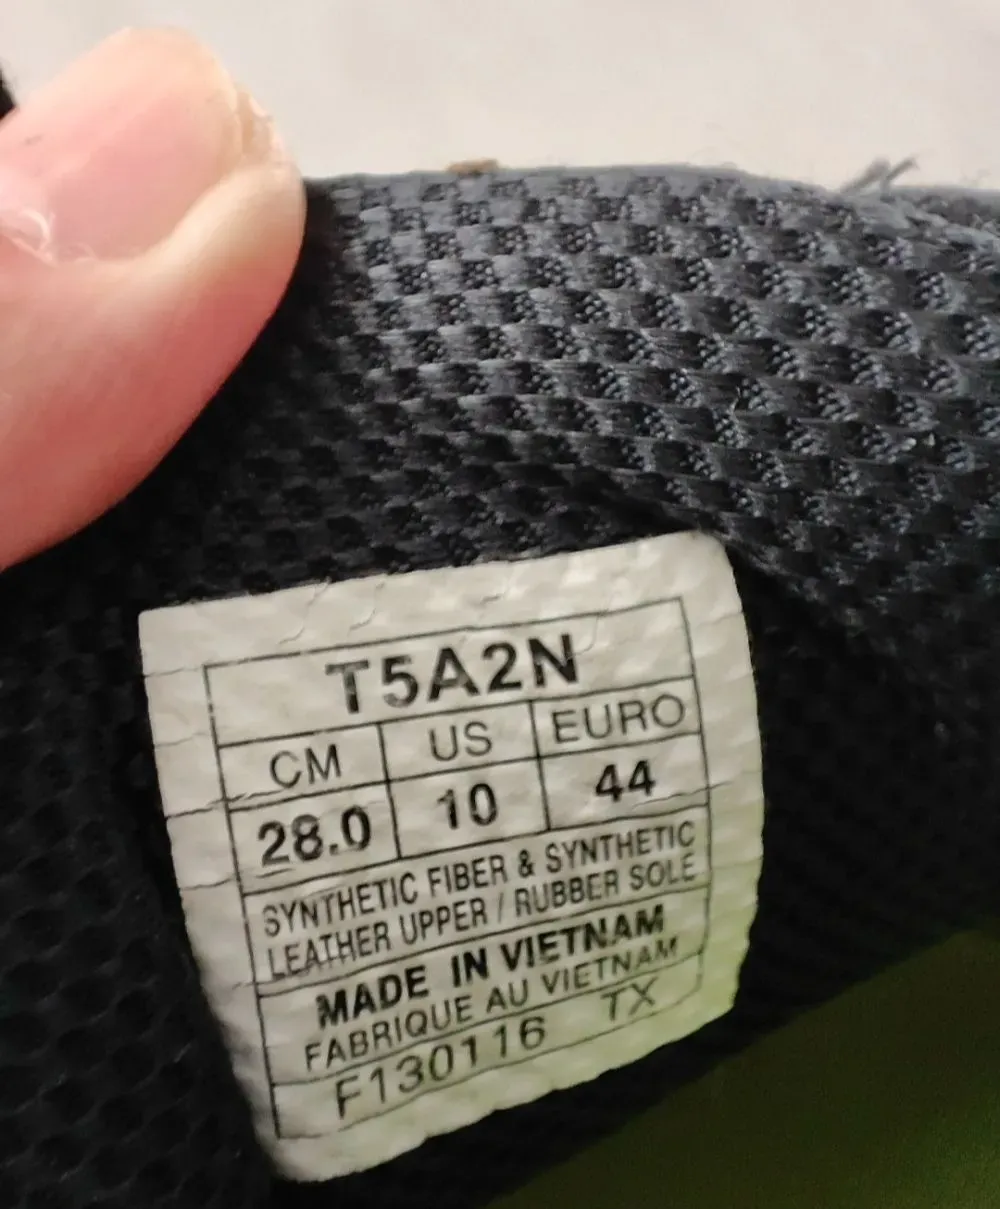 T5A2N
CM US EURO
28.0 10 44
SYNTHETIC FIBER & SYNTHETIC
LEATHER UPPER / RUBBER SOLE
MADE IN VIETNAM
FABRIQUE AU VIETNAM
F130116 TX